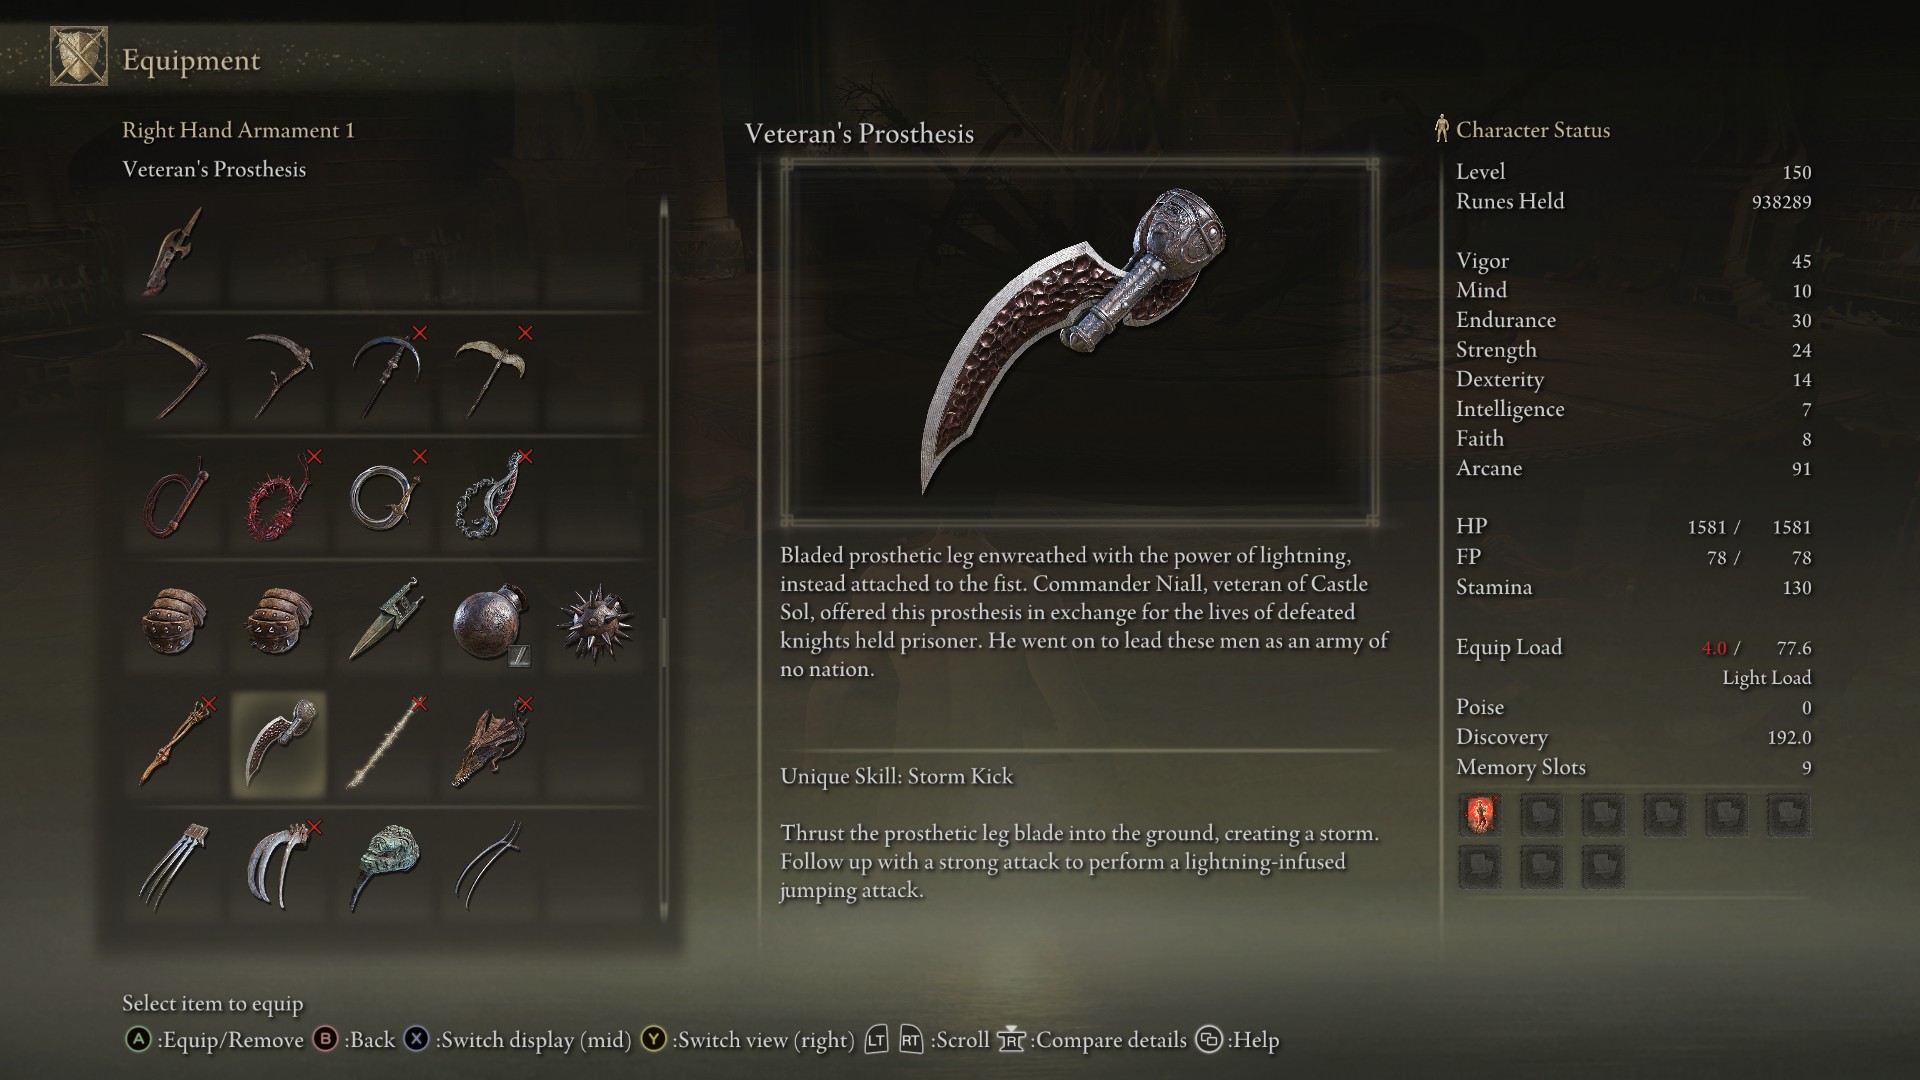 Equipment
Right Hand Armament 1
Veteran's Prosthesis
Veteran's Prosthesis
Bladed prosthetic leg enwreathed with the power of lightning,
instead attached to the fist. Commander Niall, veteran of Castle
Sol, offered this prosthesis in exchange for the lives of defeated
knights held prisoner. He went on to lead these men as an army of
no nation.
Unique Skill: Storm Kick
Thrust the prosthetic leg blade into the ground, creating a storm.
Follow up with a strong attack to perform a lightning-infused
jumping attack.
Character Status
Level 150
Runes Held 938289
Vigor 45
Mind 10
Endurance 30
Strength 24
Dexterity 14
Intelligence 7
Faith 8
Arcane 91
HP 1581 / 1581
FP 78 / 78
Stamina 130
Equip Load 4.0 / 77.6
Light Load
Poise 0
Discovery 192.0
Memory Slots 9
Select item to equip
A :Equip/Remove B :Back X :Switch display (mid) Y :Switch view (right) LT RT :Scroll R :Compare details :Help